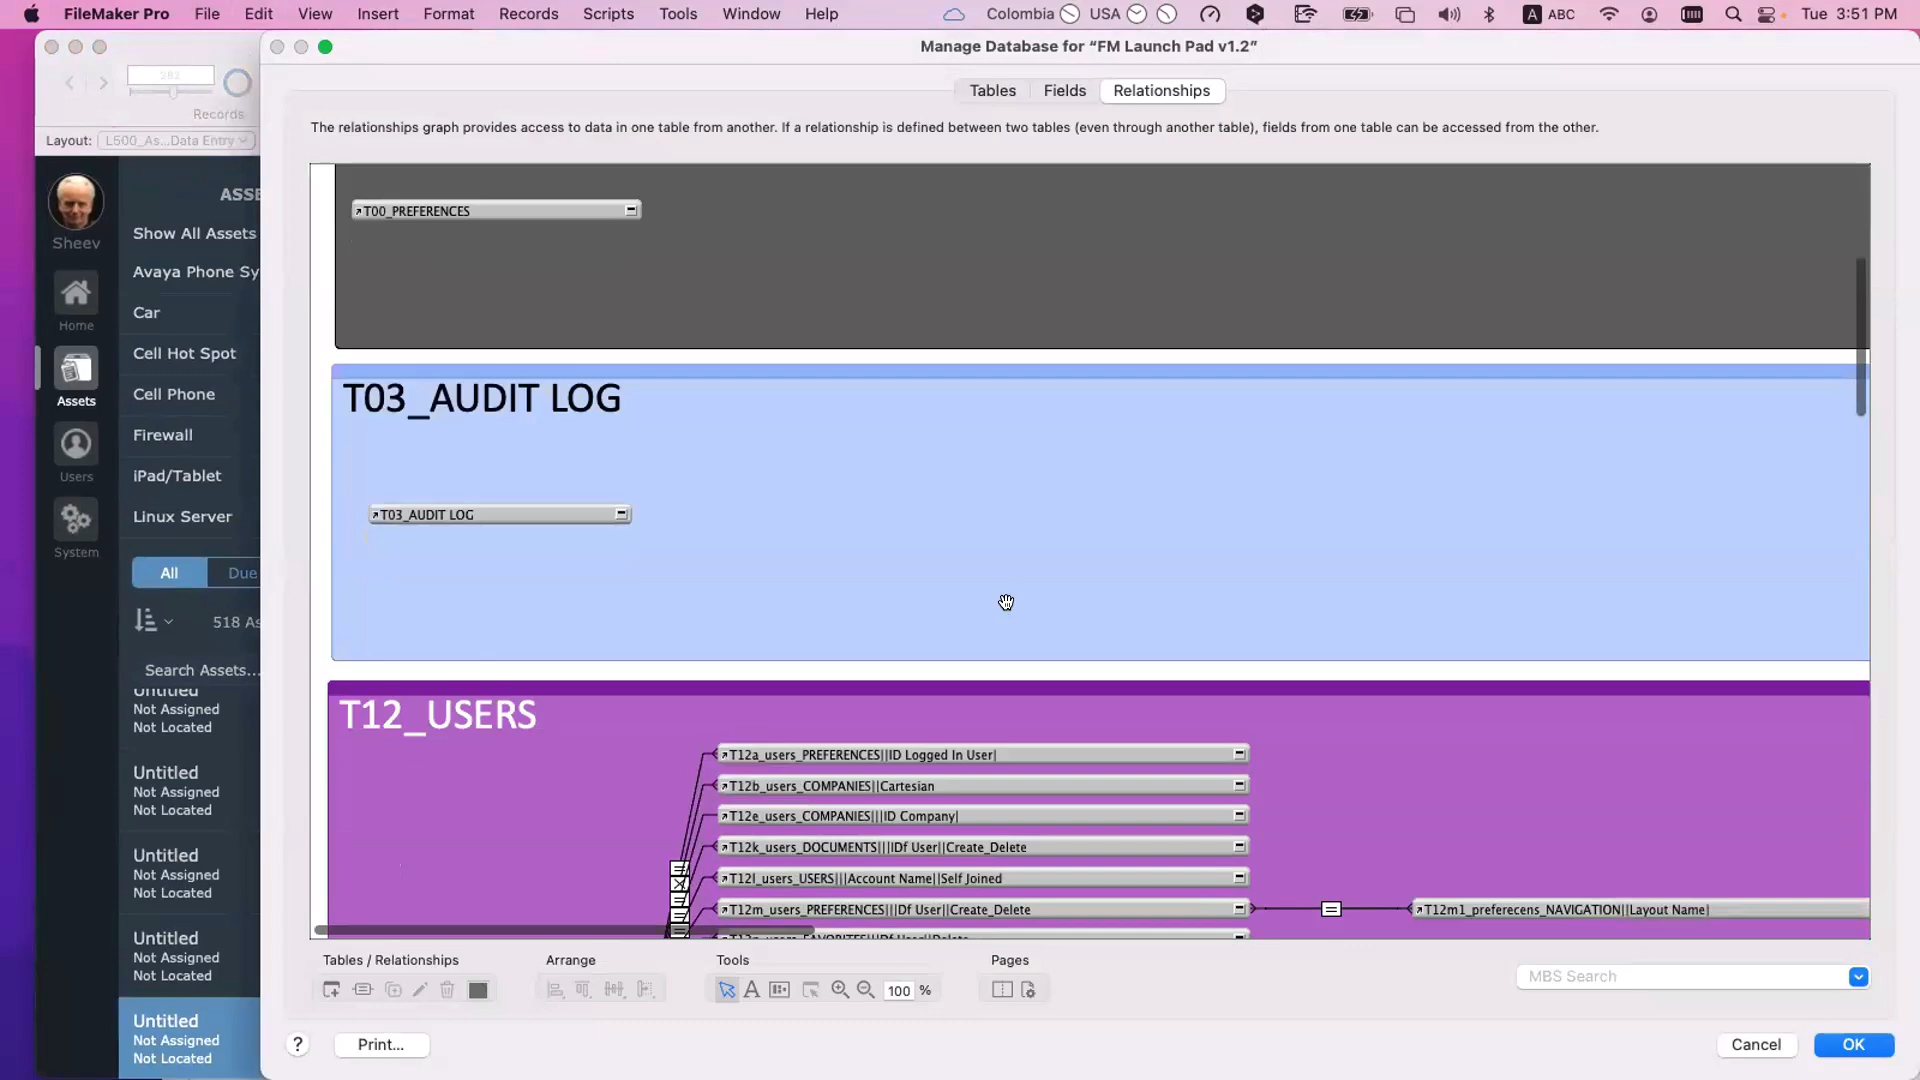 FileMaker Pro File Edit View Insert Format Records Scripts Tools Window Help Colombia USA A ABC Tue 3:51 PM
Manage Database for “FM Launch Pad v1.2”
282
Records
Layout: L500_As...Data Entry
Tables Fields Relationships
The relationships graph provides access to data in one table from another. If a relationship is defined between two tables (even through another table), fields from one table can be accessed from the other.
Sheev
Home
Assets
Users
System
ASSE
Show All Assets
Avaya Phone Sy
Car
Cell Hot Spot
Cell Phone
Firewall
iPad/Tablet
Linux Server
All Due
518 As
Search Assets...
Untitled
Not Assigned
Not Located
Untitled
Not Assigned
Not Located
Untitled
Not Assigned
Not Located
Untitled
Not Assigned
Not Located
Untitled
Not Assigned
Not Located
T00_PREFERENCES
T03_AUDIT LOG
T03_AUDIT LOG
T12_USERS
T12a_users_PREFERENCES||ID Logged In User|
T12b_users_COMPANIES||Cartesian
T12e_users_COMPANIES|||ID Company|
T12k_users_DOCUMENTS|||IDf User||Create_Delete
T12l_users_USERS|||Account Name||Self Joined
T12m_users_PREFERENCES|||Df User||Create_Delete
T12m1_preferecens_NAVIGATION||Layout Name|
Tables / Relationships Arrange Tools Pages
A 100 %
MBS Search
? Print... Cancel OK